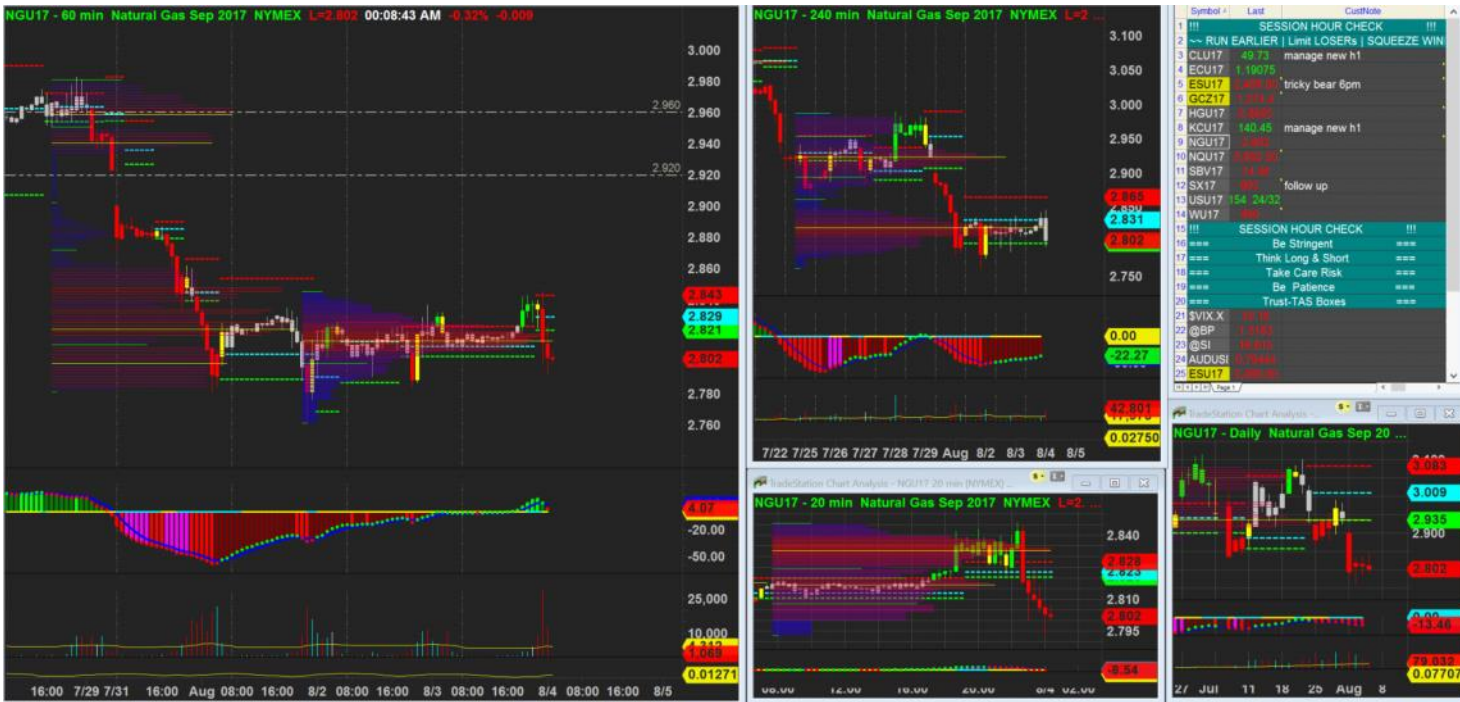 NGU17 - 60 min Natural Gas Sep 2017 NYMEX L=2.802 00:08:43 AM -0.32% -0.009
3.000
2.980
2.960
2.960
2.940
2.920
2.920
2.900
2.880
2.860
2.843
2.829
2.821
2.802
2.780
2.760
4.07
-20.00
-50.00
25,000
10,000
1.069
0.01271
16:00 7/29 7/31 16:00 Aug 08:00 16:00 8/2 08:00 16:00 8/3 08:00 16:00 8/4 08:00 16:00 8/5
NGU17 - 240 min Natural Gas Sep 2017 NYMEX L=2 ...
3.100
3.050
3.000
2.950
2.900
2.865
2.850
2.831
2.802
2.750
0.00
-22.27
42,801
0.02750
7/22 7/25 7/26 7/27 7/28 7/29 Aug 8/2 8/3 8/4 8/5
TradeStation Chart Analysis - NGU17 20 min [NYMEX] ...
NGU17 - 20 min Natural Gas Sep 2017 NYMEX L=2. ...
2.840
2.828
2.823
2.810
2.802
2.795
-8.54
08:00 12:00 16:00 20:00 8/4 02:00
Symbol Last CustNote
1 !!! SESSION HOUR CHECK !!!
2 ~~ RUN EARLIER | Limit LOSERs | SQUEEZE WIN
3 CLU17 49.73 manage new h1
4 ECU17 1.19075
5 ESU17 tricky bear 6pm
6 GCZ17
7 HGU17
8 KCU17 140.45 manage new h1
9 NGU17
10 NQU17
11 SBV17
12 SX17 follow up
13 USU17 154 24/32
14 WU17
15 !!! SESSION HOUR CHECK !!!
16 === Be Stringent ===
17 === Think Long & Short ===
18 === Take Care Risk ===
19 === Be Patience ===
20 === Trust-TAS Boxes ===
21 $VIX.X
22 @BP
23 @SI
24 AUDUSI
25 ESU17
Page 1
TradeStation Chart Analysis - ...
NGU17 - Daily Natural Gas Sep 20 ...
3.083
3.009
2.935
2.900
2.802
0.00
-13.46
79,032
0.07707
27 Jul 11 18 25 Aug 8